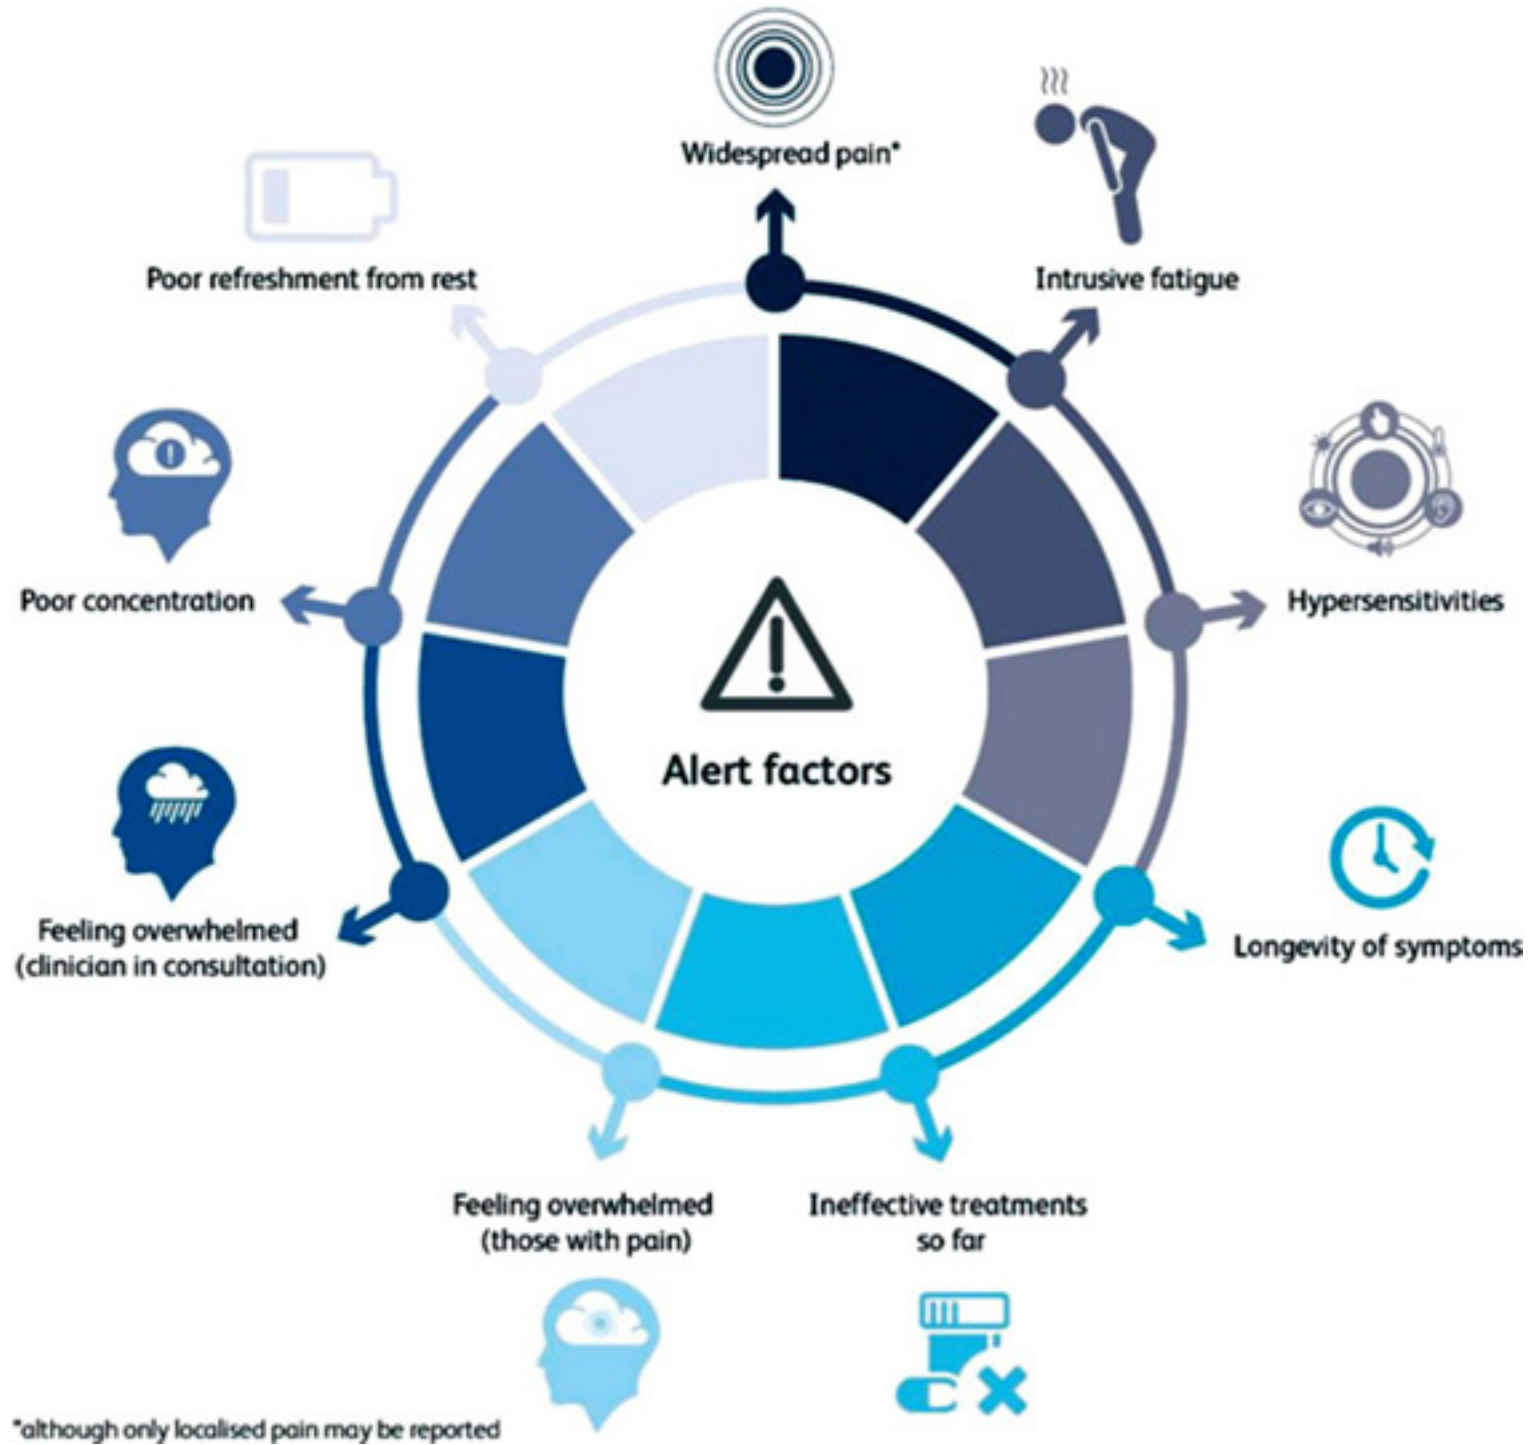 Widespread pain*
Intrusive fatigue
Hypersensitivities
Longevity of symptoms
Ineffective treatments
so far
Feeling overwhelmed
(those with pain)
Feeling overwhelmed
(clinician in consultation)
Poor concentration
Poor refreshment from rest
Alert factors
*although only localised pain may be reported